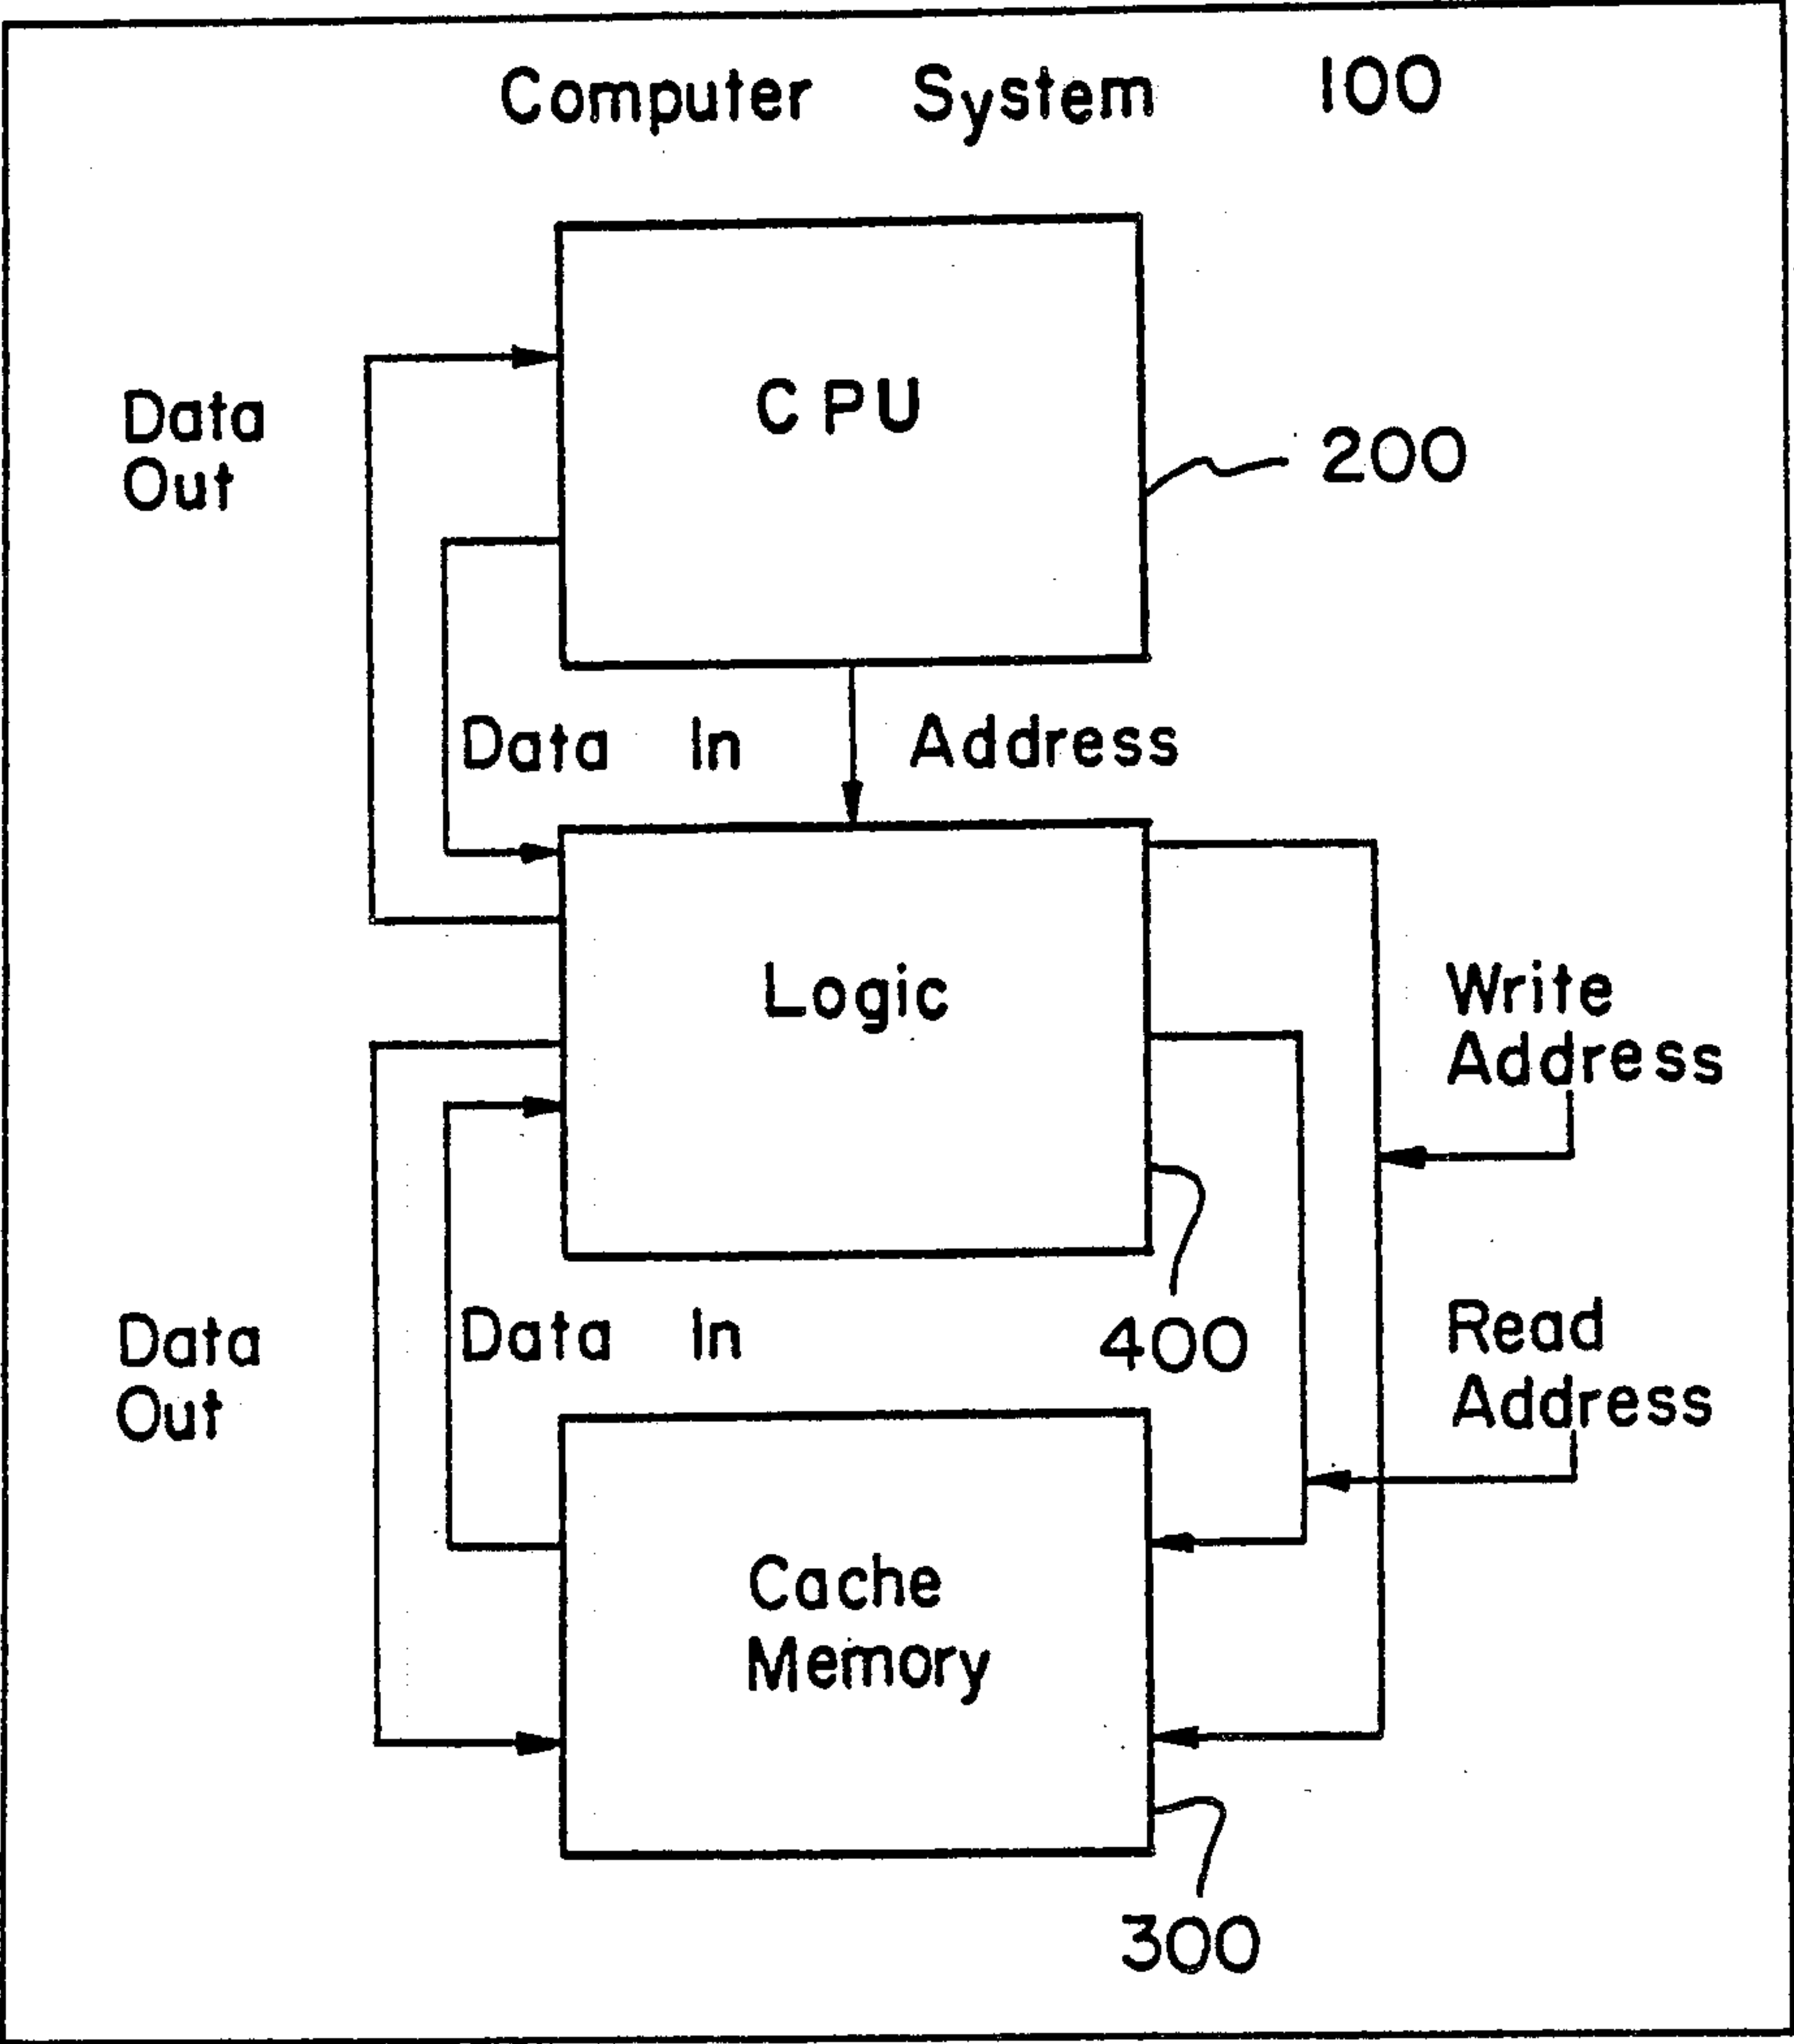 Computer System 100
CPU
Data
Out
200
Data In
Address
Logic
Write
Address
Data
Out
Data In
400
Read
Address
Cache
Memory
300